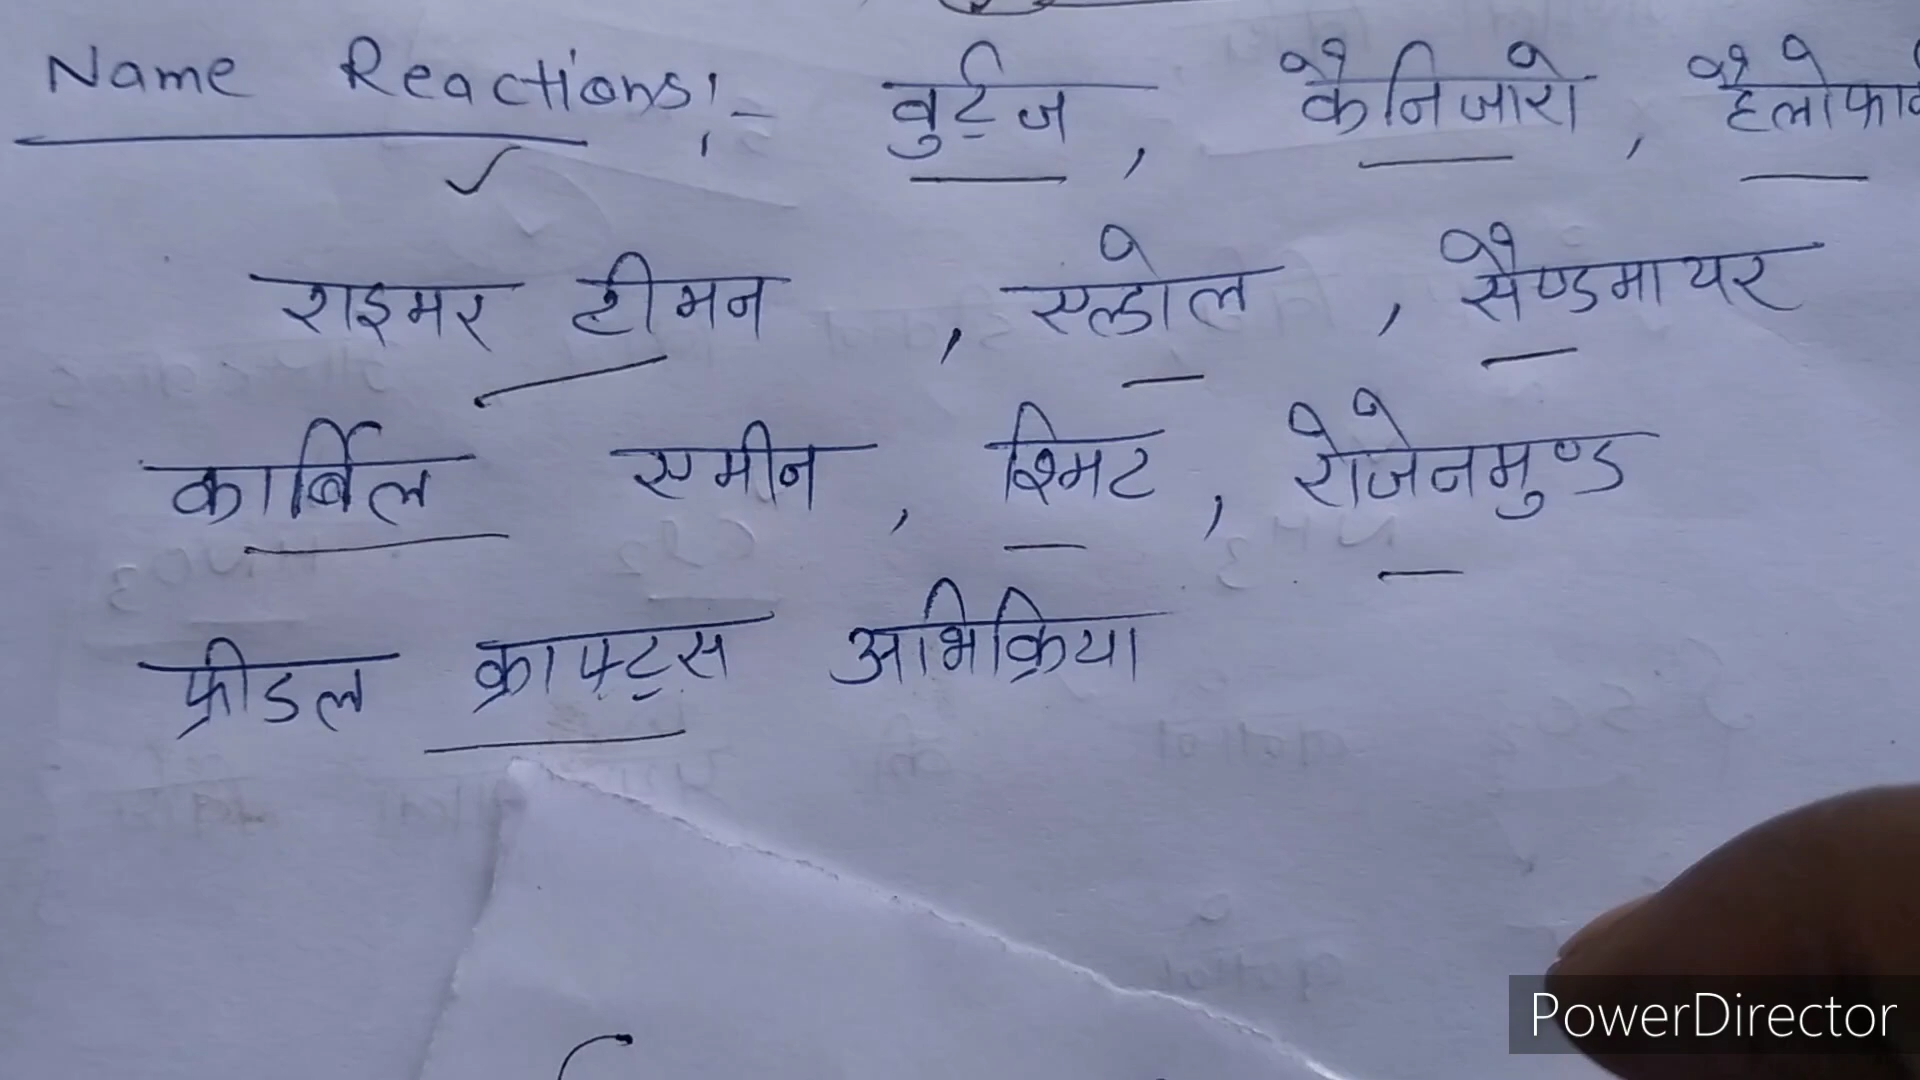 Name Reactions:- वुर्ट्ज, कैनिजारो, हैलोफार्म
राइमर टीमन, एल्डोल, सैण्डमायर
कार्बिल एमीन, श्मिट, रोजेनमुण्ड
फ्रीडल क्राफ्ट्स अभिक्रिया
PowerDirector